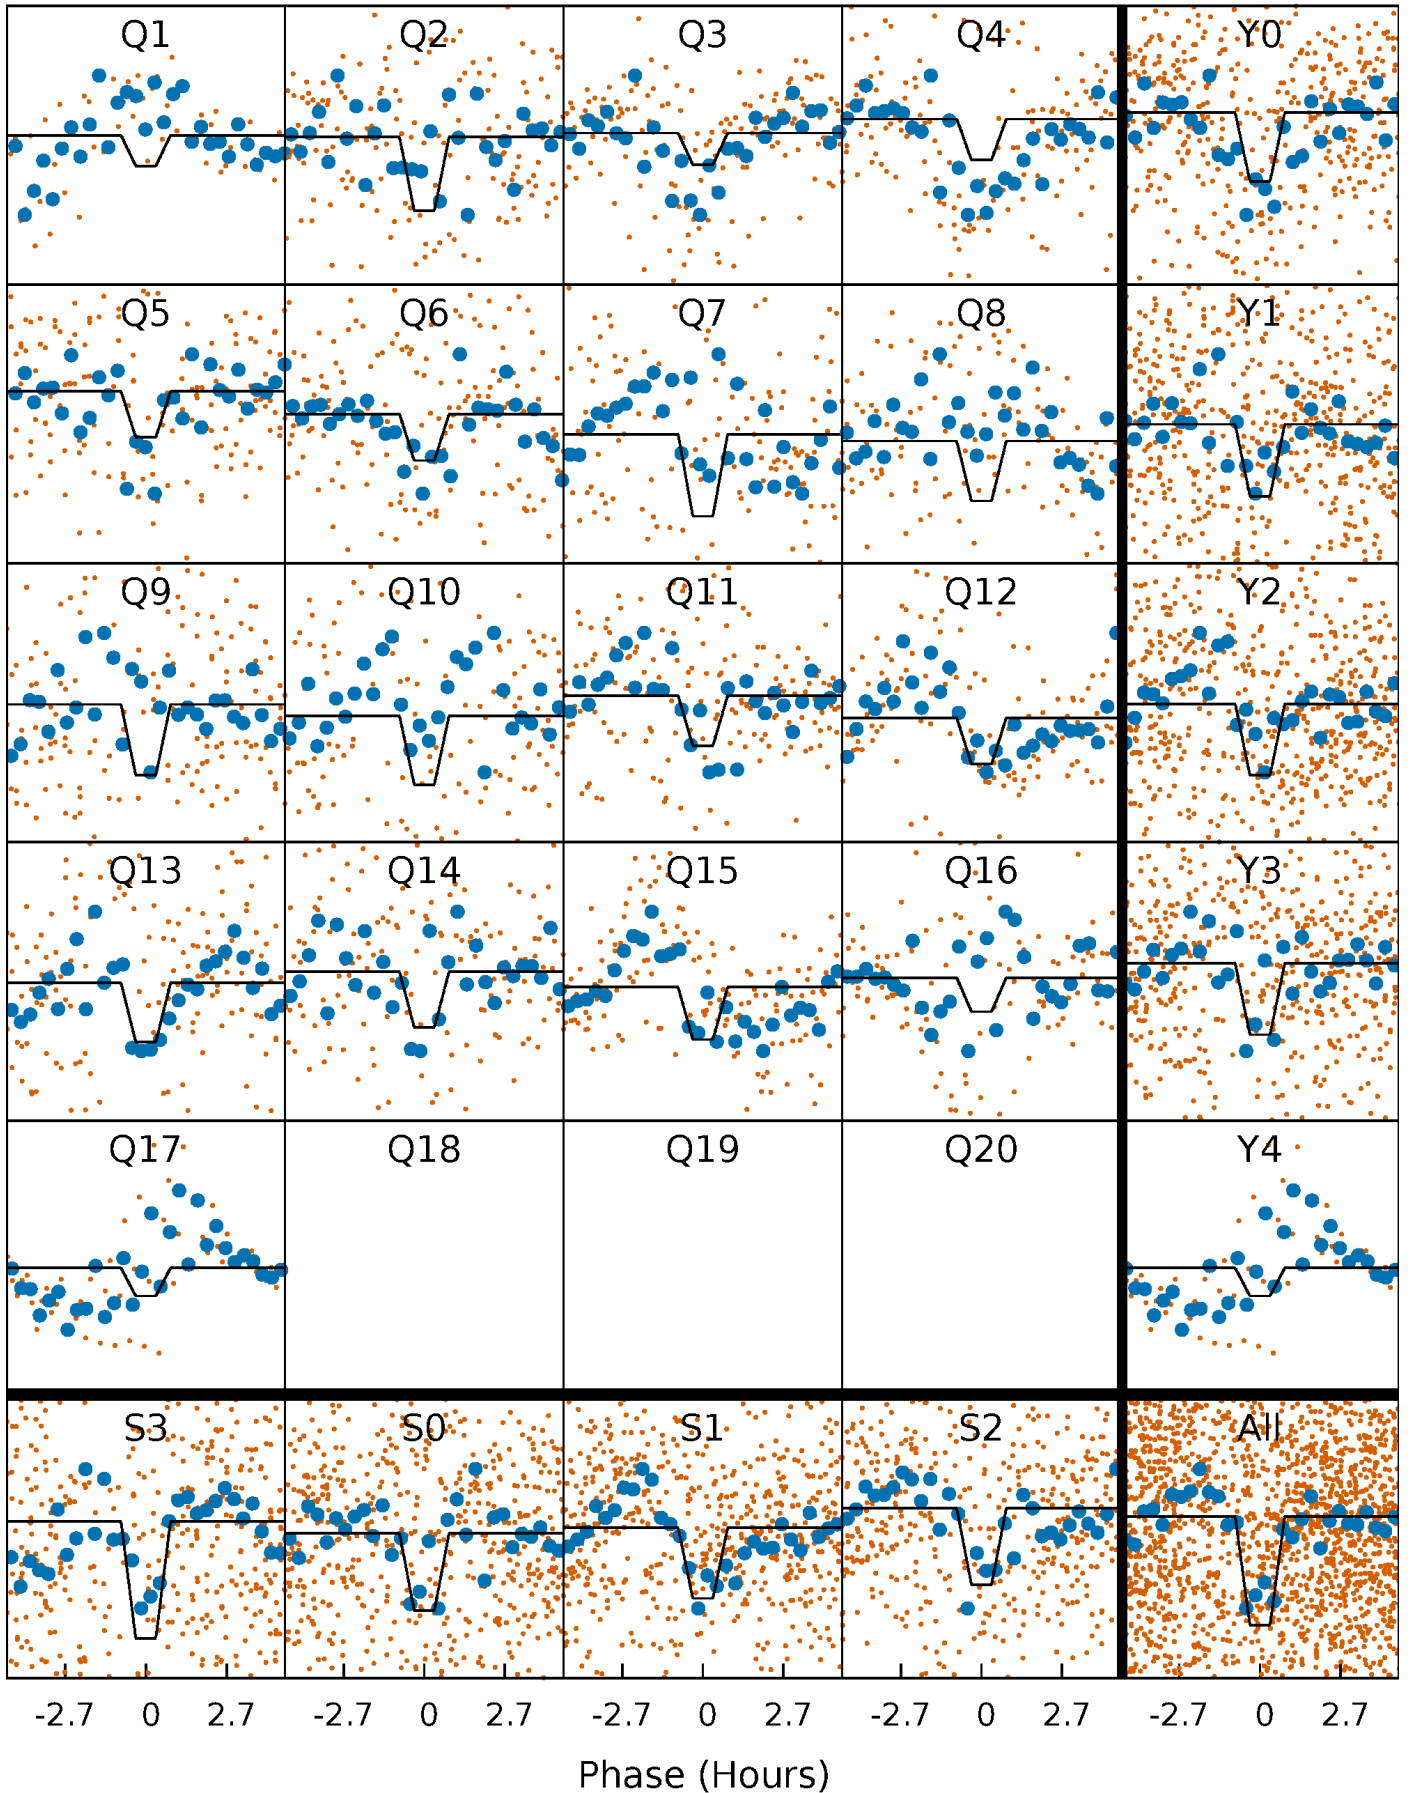 Q1 Q2 Q3 Q4 Y0
Q5 Q6 Q7 Q8 Y1
Q9 Q10 Q11 Q12 Y2
Q13 Q14 Q15 Q16 Y3
Q17 Q18 Q19 Q20 Y4
S3 S0 S1 S2 All
-2.7 0 2.7 -2.7 0 2.7 -2.7 0 2.7 -2.7 0 2.7 -2.7 0 2.7
Phase (Hours)